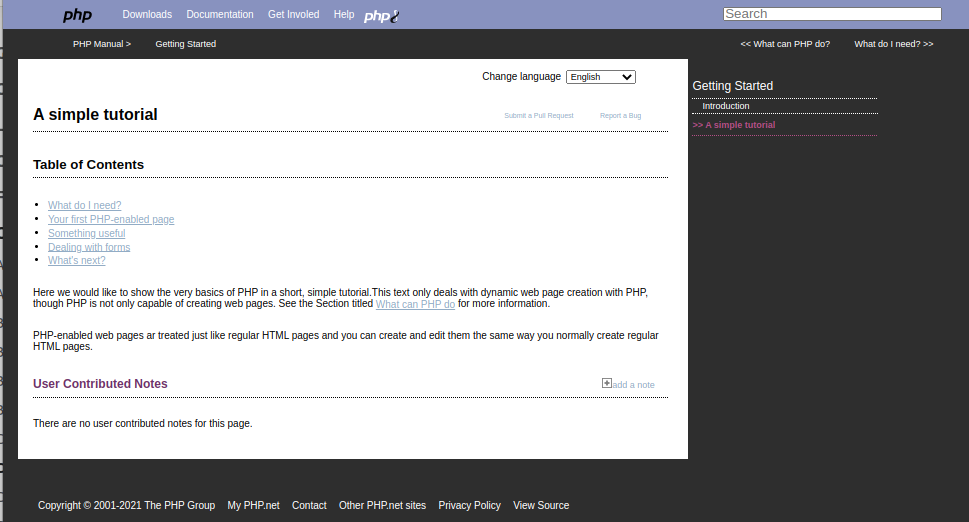 php Downloads Documentation Get Involed Help php8 Search
PHP Manual > Getting Started << What can PHP do? What do I need? >>
Change language English
A simple tutorial Submit a Pull Request Report a Bug
Table of Contents
What do I need?
Your first PHP-enabled page
Something useful
Dealing with forms
What's next?
Here we would like to show the very basics of PHP in a short, simple tutorial.This text only deals with dynamic web page creation with PHP,
though PHP is not only capable of creating web pages. See the Section titled What can PHP do for more information.
PHP-enabled web pages ar treated just like regular HTML pages and you can create and edit them the same way you normally create regular
HTML pages.
User Contributed Notes add a note
There are no user contributed notes for this page.
Getting Started
Introduction
>> A simple tutorial
Copyright © 2001-2021 The PHP Group My PHP.net Contact Other PHP.net sites Privacy Policy View Source